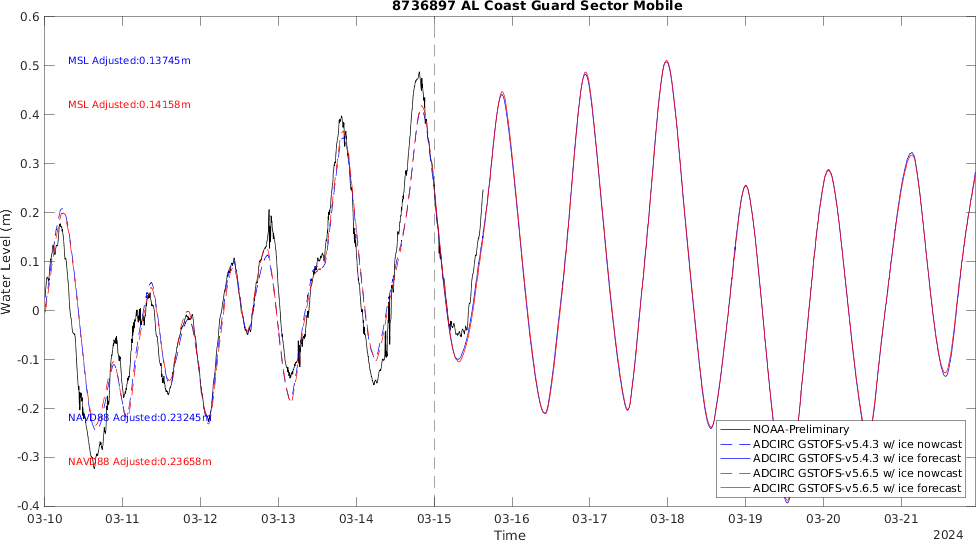 8736897 AL Coast Guard Sector Mobile
0.6
0.5
0.4
0.3
0.2
0.1
0
-0.1
-0.2
-0.3
-0.4
Water Level (m)
MSL Adjusted:0.13745m
MSL Adjusted:0.14158m
NAVD88 Adjusted:0.23245m
NAVD88 Adjusted:0.23658m
NOAA-Preliminary
ADCIRC GSTOFS-v5.4.3 w/ ice nowcast
ADCIRC GSTOFS-v5.4.3 w/ ice forecast
ADCIRC GSTOFS-v5.6.5 w/ ice nowcast
ADCIRC GSTOFS-v5.6.5 w/ ice forecast
03-10 03-11 03-12 03-13 03-14 03-15 03-16 03-17 03-18 03-19 03-20 03-21
Time
2024